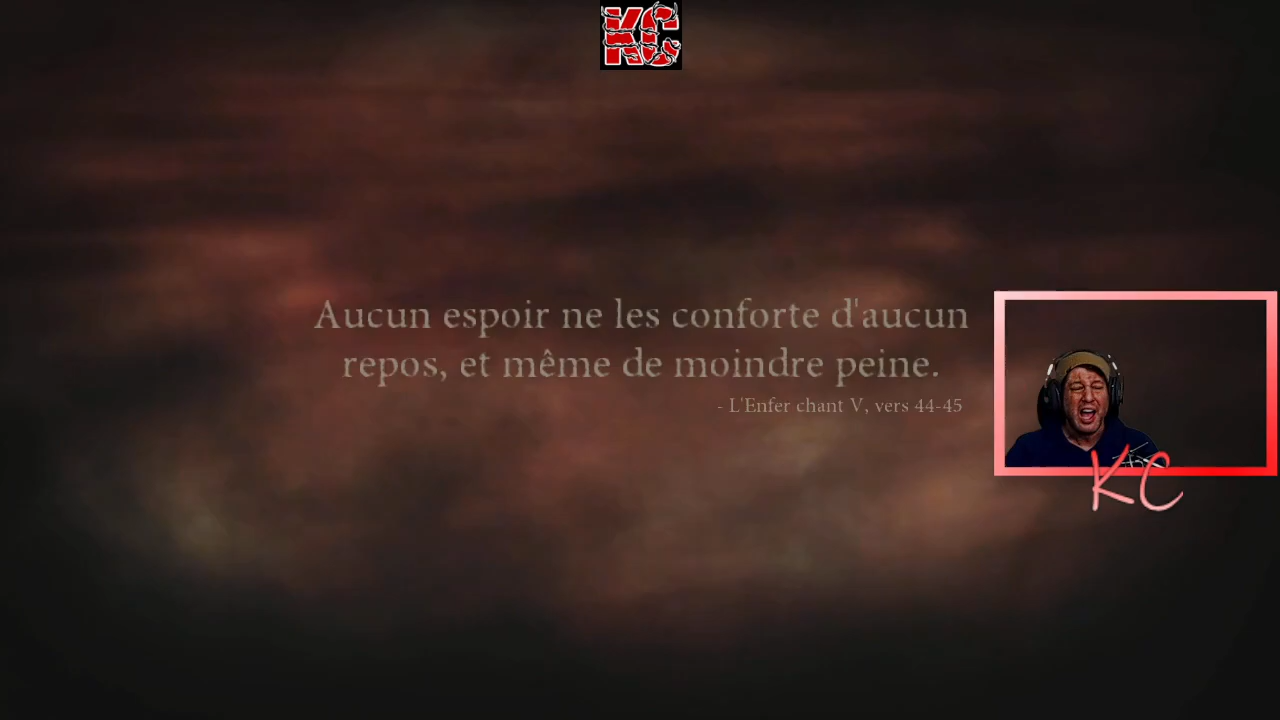 KC
Aucun espoir ne les conforte d'aucun
repos, et même de moindre peine.
- L'Enfer chant V, vers 44-45
KC